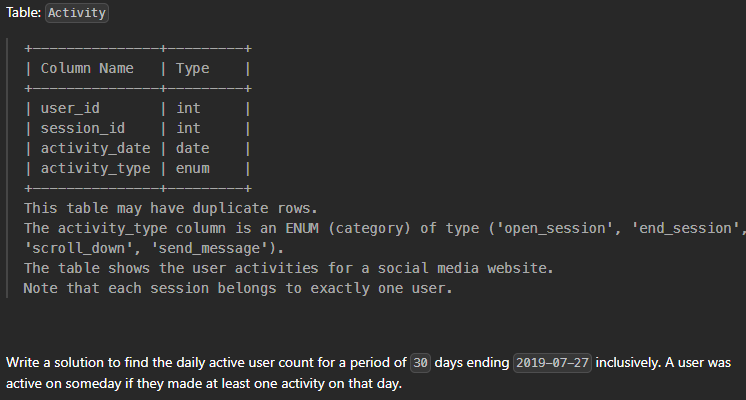 Table: Activity
+---------------+---------+
| Column Name   | Type    |
+---------------+---------+
| user_id       | int     |
| session_id    | int     |
| activity_date | date    |
| activity_type | enum    |
+---------------+---------+
This table may have duplicate rows.
The activity_type column is an ENUM (category) of type ('open_session', 'end_session',
'scroll_down', 'send_message').
The table shows the user activities for a social media website.
Note that each session belongs to exactly one user.
Write a solution to find the daily active user count for a period of 30 days ending 2019-07-27 inclusively. A user was
active on someday if they made at least one activity on that day.